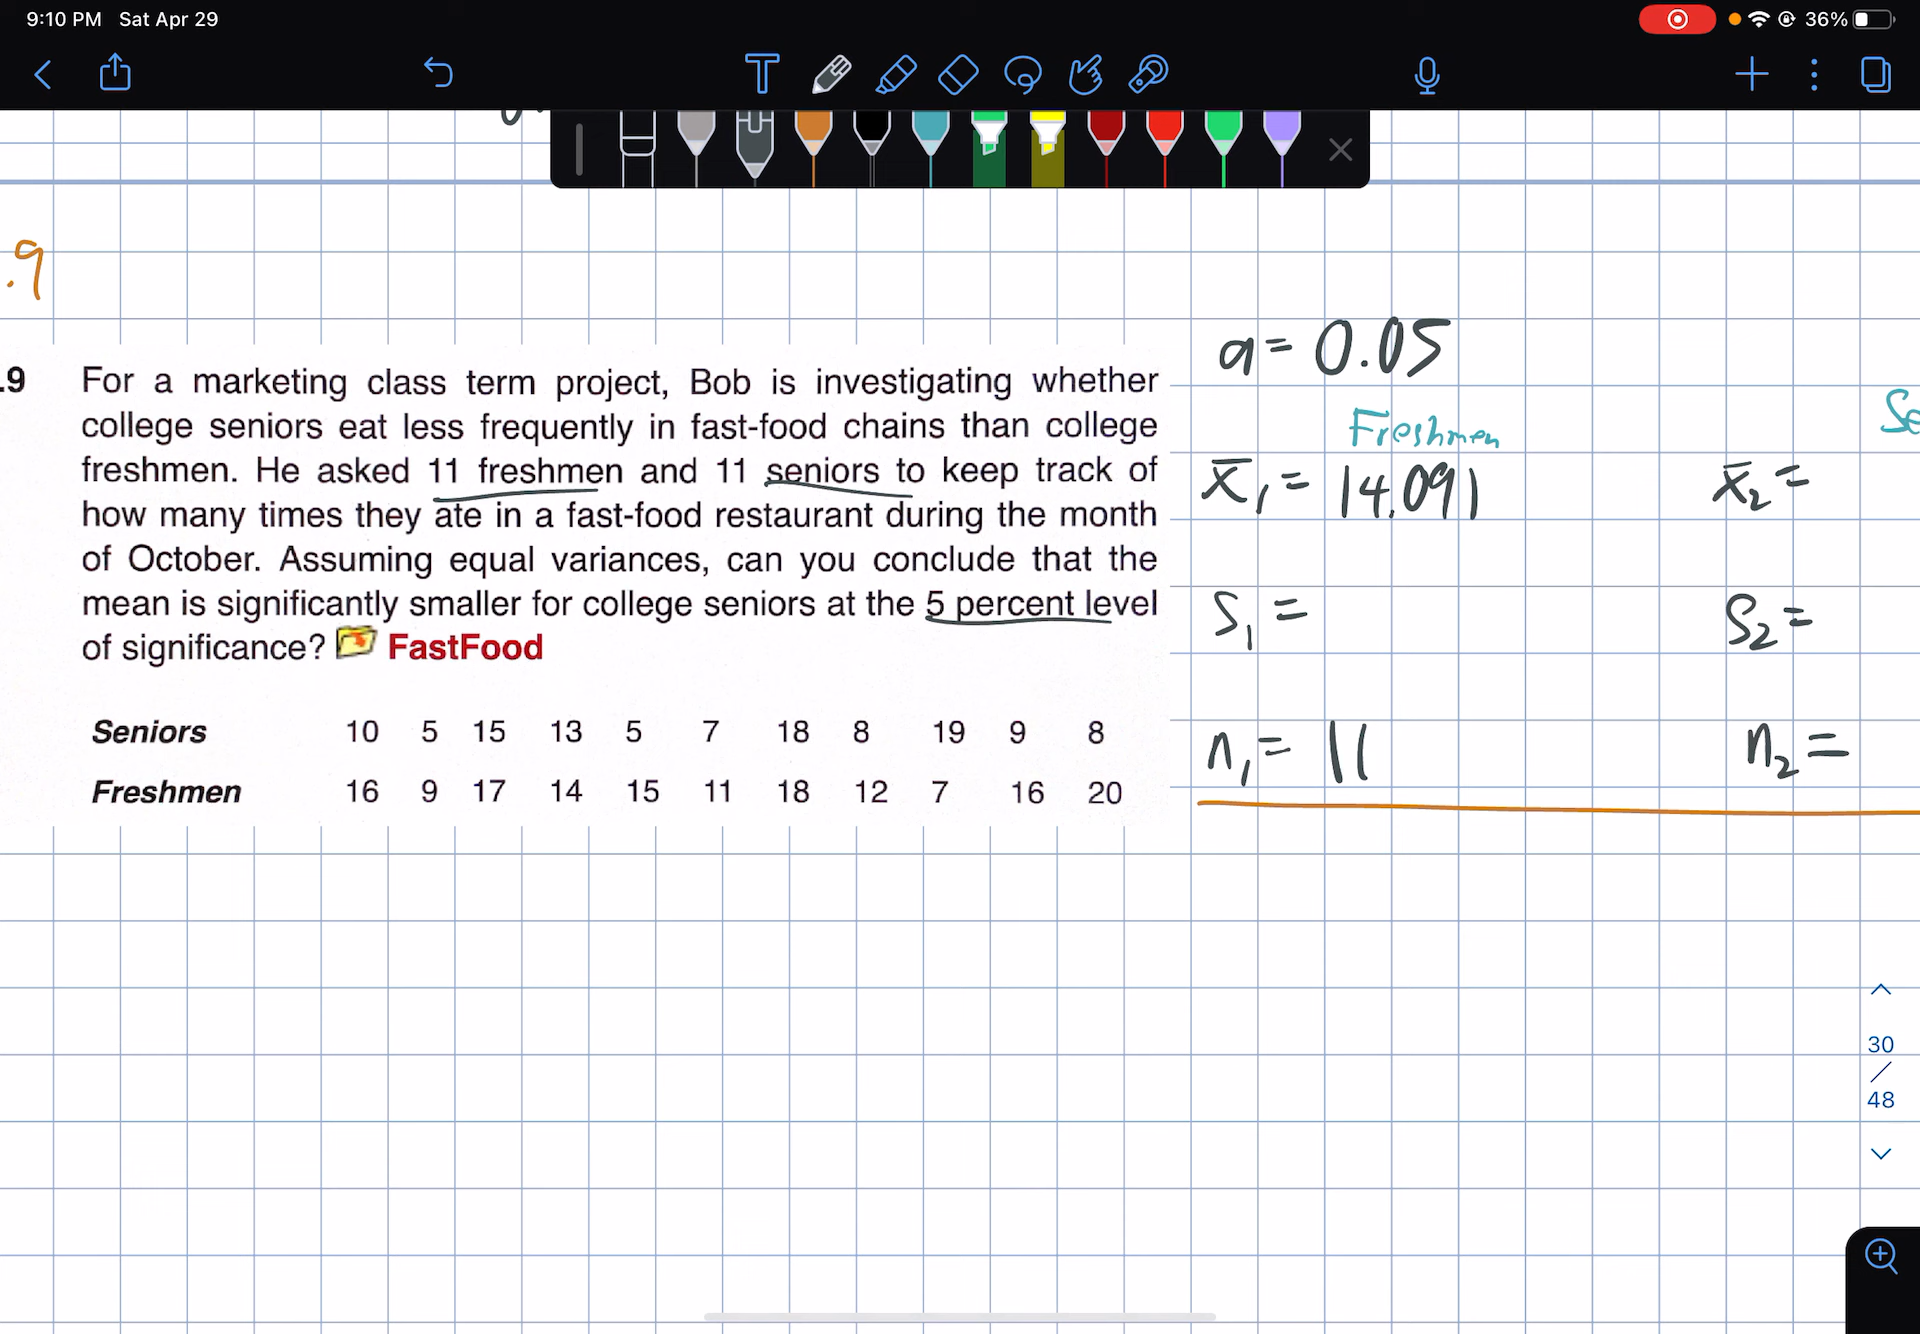 9:10 PM Sat Apr 29
36%
.9
.9 For a marketing class term project, Bob is investigating whether
college seniors eat less frequently in fast-food chains than college
freshmen. He asked 11 freshmen and 11 seniors to keep track of
how many times they ate in a fast-food restaurant during the month
of October. Assuming equal variances, can you conclude that the
mean is significantly smaller for college seniors at the 5 percent level
of significance? FastFood
Seniors 10 5 15 13 5 7 18 8 19 9 8
Freshmen 16 9 17 14 15 11 18 12 7 16 20
a = 0.05
Freshmen Se
x̄₁ = 14.091 x̄₂ =
S₁ = S₂ =
n₁ = 11 n₂ =
30
/
48